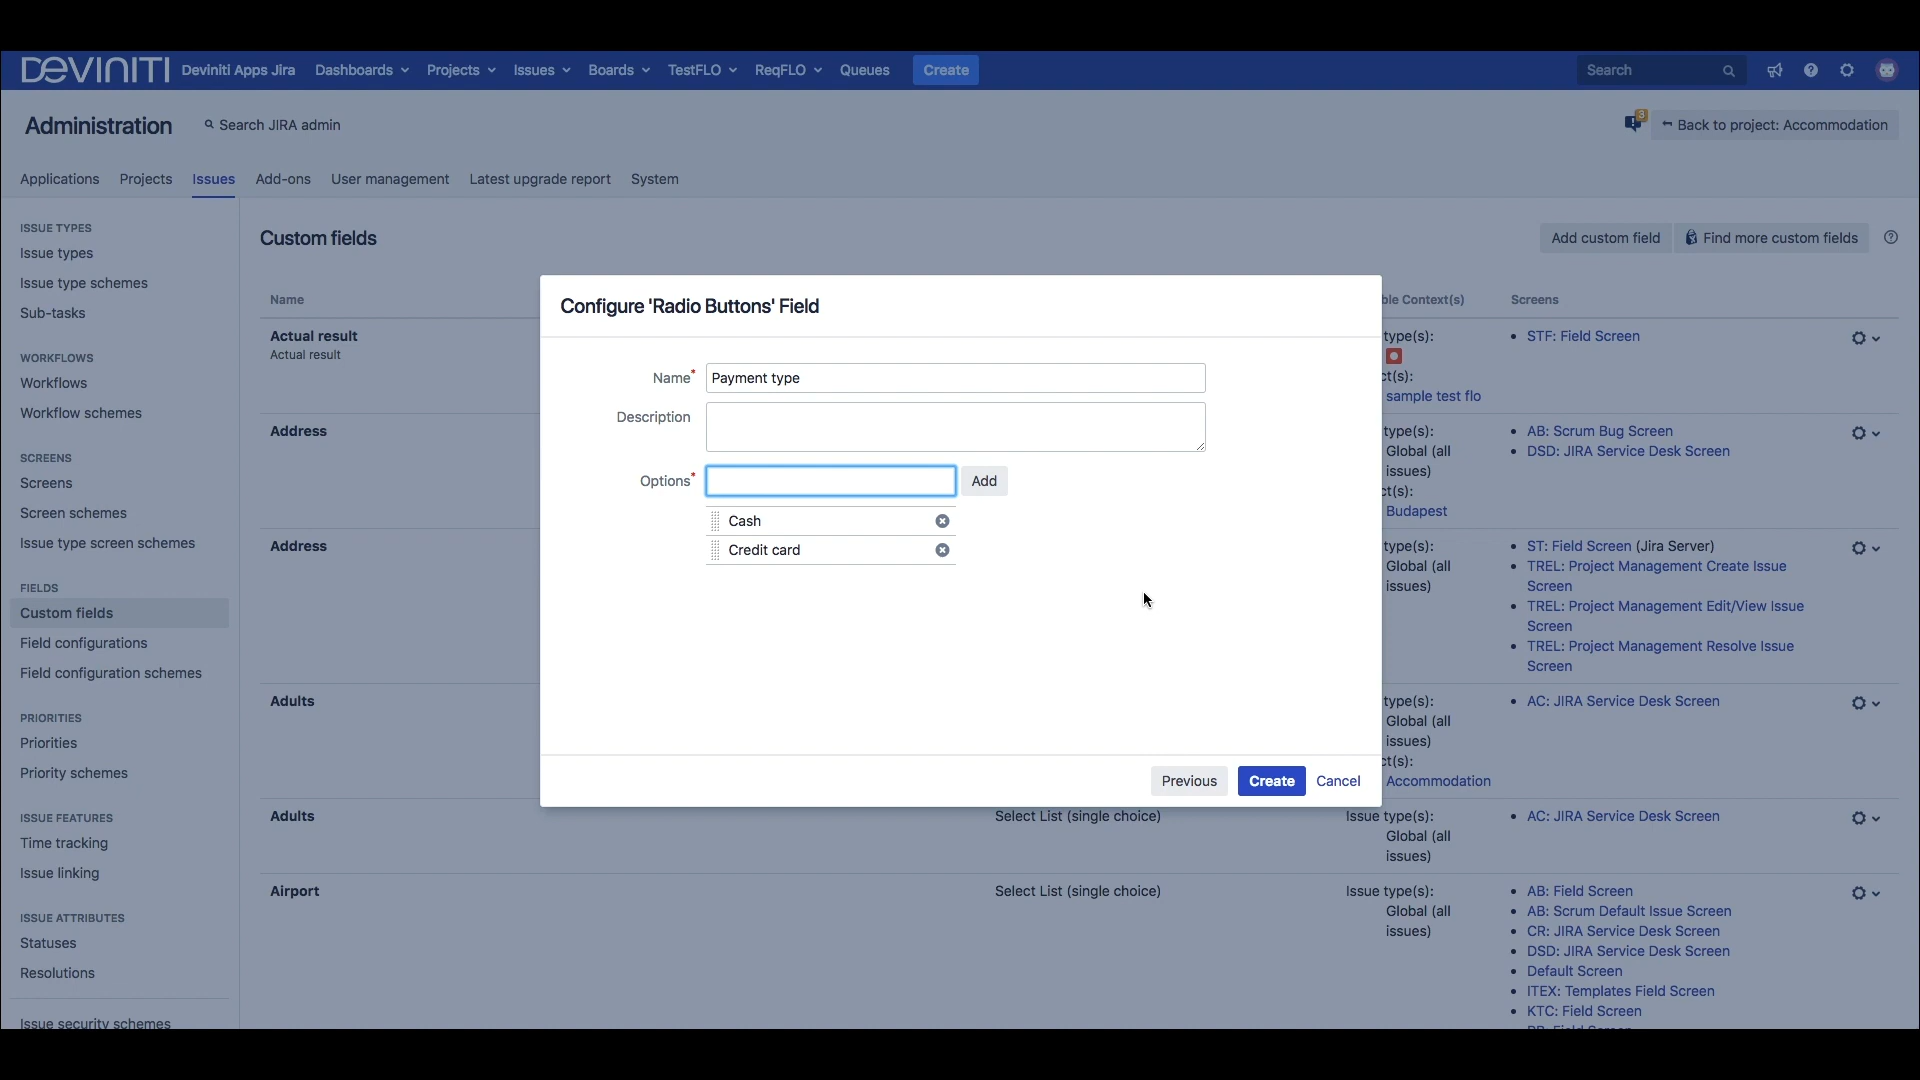 DEVINITI Deviniti Apps Jira Dashboards Projects Issues Boards TestFLO ReqFLO Queues Create Search
Administration Search JIRA admin 3 Back to project: Accommodation
Applications Projects Issues Add-ons User management Latest upgrade report System
ISSUE TYPES
Issue types
Issue type schemes
Sub-tasks
WORKFLOWS
Workflows
Workflow schemes
SCREENS
Screens
Screen schemes
Issue type screen schemes
FIELDS
Custom fields
Field configurations
Field configuration schemes
PRIORITIES
Priorities
Priority schemes
ISSUE FEATURES
Time tracking
Issue linking
ISSUE ATTRIBUTES
Statuses
Resolutions
Issue security schemes
Custom fields Add custom field Find more custom fields
Name ble Context(s) Screens
Actual result
Actual result
type(s):
ct(s):
sample test flo
STF: Field Screen
Address
type(s):
Global (all
issues)
ct(s):
Budapest
AB: Scrum Bug Screen
DSD: JIRA Service Desk Screen
Address
type(s):
Global (all
issues)
ST: Field Screen (Jira Server)
TREL: Project Management Create Issue
Screen
TREL: Project Management Edit/View Issue
Screen
TREL: Project Management Resolve Issue
Screen
Adults
type(s):
Global (all
issues)
ct(s):
Accommodation
AC: JIRA Service Desk Screen
Adults Select List (single choice) Issue type(s):
Global (all
issues)
AC: JIRA Service Desk Screen
Airport Select List (single choice) Issue type(s):
Global (all
issues)
AB: Field Screen
AB: Scrum Default Issue Screen
CR: JIRA Service Desk Screen
DSD: JIRA Service Desk Screen
Default Screen
ITEX: Templates Field Screen
KTC: Field Screen
Configure 'Radio Buttons' Field
Name* Payment type
Description
Options* Add
Cash
Credit card
Previous Create Cancel